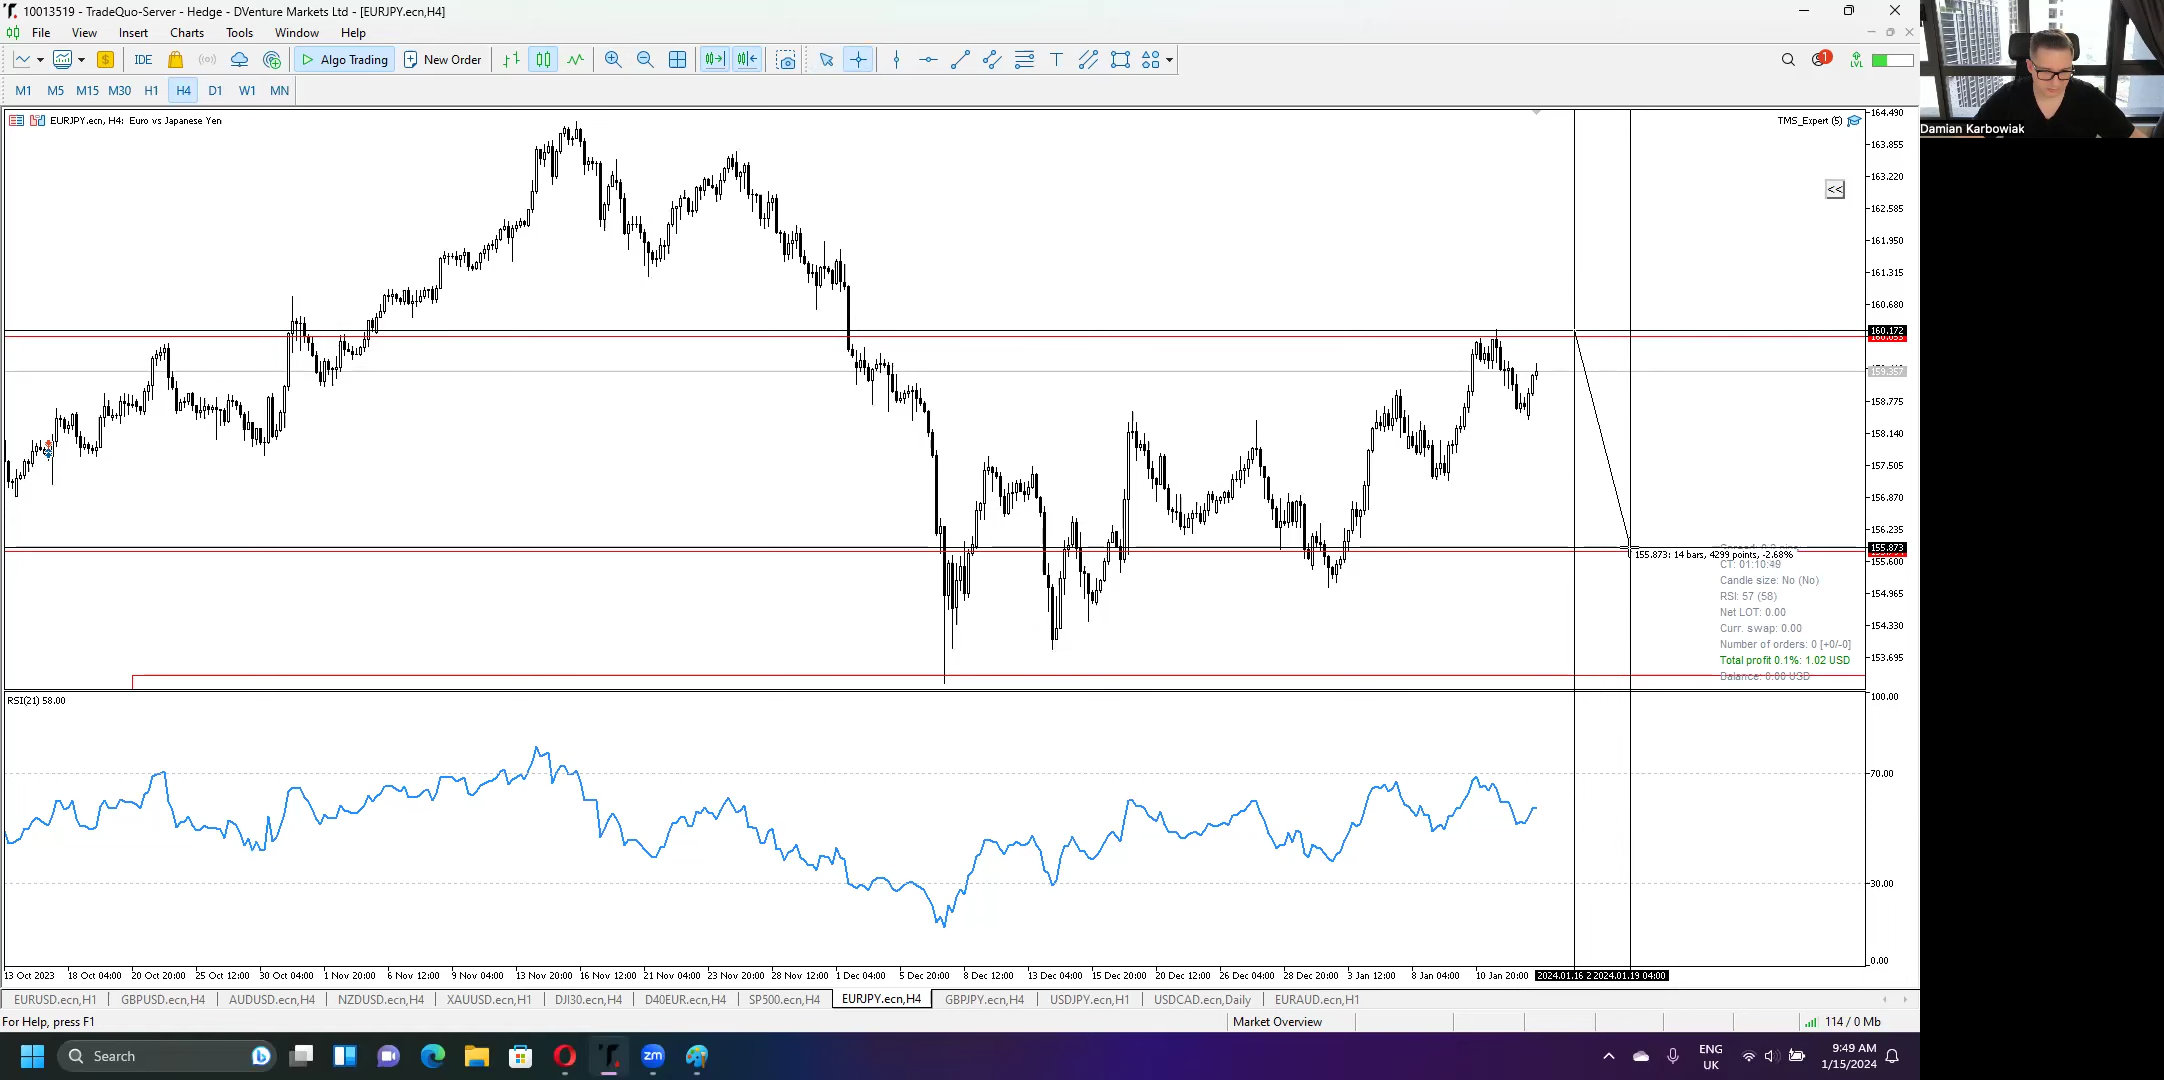 10013519 - TradeQuo-Server - Hedge - DVenture Markets Ltd - [EURJPY.ecn,H4]
File View Insert Charts Tools Window Help
IDE Algo Trading New Order 1 LVL
M1 M5 M15 M30 H1 H4 D1 W1 MN
Damian Karbowiak
EURJPY.ecn, H4: Euro vs Japanese Yen
TMS_Expert (5)
<<
164.490
163.855
163.220
162.585
161.950
161.315
160.680
160.172
159.357
158.775
158.140
157.505
156.870
156.235
155.873
155.600
154.965
154.330
153.695
155.873: 14 bars, 4299 points, -2.68%
CT: 01:10:49
Candle size: No (No)
RSI: 57 (58)
Net LOT: 0.00
Curr. swap: 0.00
Number of orders: 0 [+0/-0]
Total profit 0.1%: 1.02 USD
Balance: 0.00 USD
RSI(21) 58.00
100.00
70.00
30.00
0.00
13 Oct 2023 18 Oct 04:00 20 Oct 20:00 25 Oct 12:00 30 Oct 04:00 1 Nov 20:00 6 Nov 12:00 9 Nov 04:00 13 Nov 20:00 16 Nov 12:00 21 Nov 04:00 23 Nov 20:00 28 Nov 12:00 1 Dec 04:00 5 Dec 20:00 8 Dec 12:00 13 Dec 04:00 15 Dec 20:00 20 Dec 12:00 26 Dec 04:00 28 Dec 20:00 3 Jan 12:00 8 Jan 04:00 10 Jan 20:00 2024.01.16 2 2024.01.19 04:00
EURUSD.ecn,H1 GBPUSD.ecn,H4 AUDUSD.ecn,H4 NZDUSD.ecn,H4 XAUUSD.ecn,H1 DJI30.ecn,H4 D40EUR.ecn,H4 SP500.ecn,H4 EURJPY.ecn,H4 GBPJPY.ecn,H4 USDJPY.ecn,H1 USDCAD.ecn,Daily EURAUD.ecn,H1
For Help, press F1 Market Overview 114 / 0 Mb
Search zm ENG 9:49 AM
UK 1/15/2024